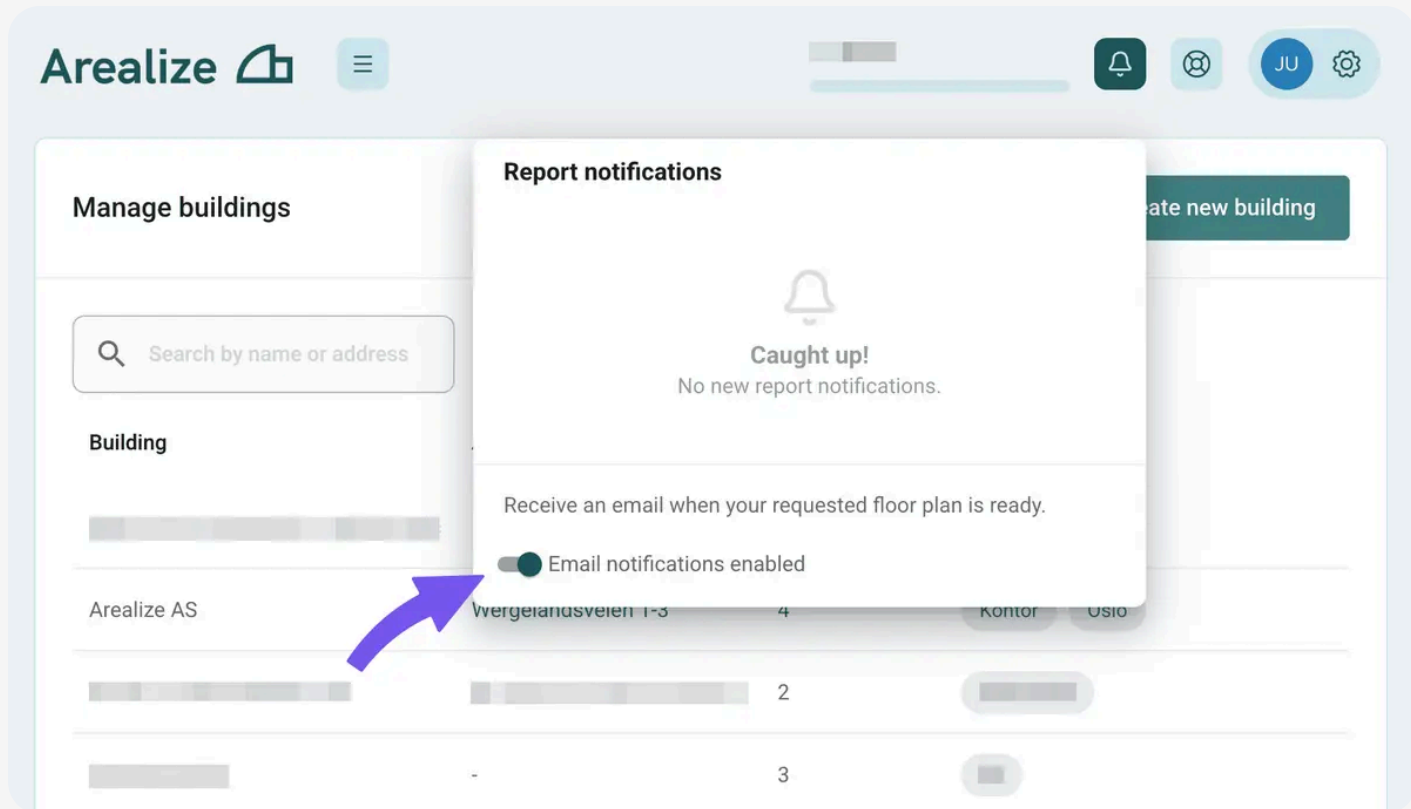 Arealize
JU
Report notifications
Manage buildings
ate new building
Caught up!
No new report notifications.
Search by name or address
Building
Receive an email when your requested floor plan is ready.
Email notifications enabled
Arealize AS
Wergelandsveien 1-3
4
Kontor
Oslo
2
-
3